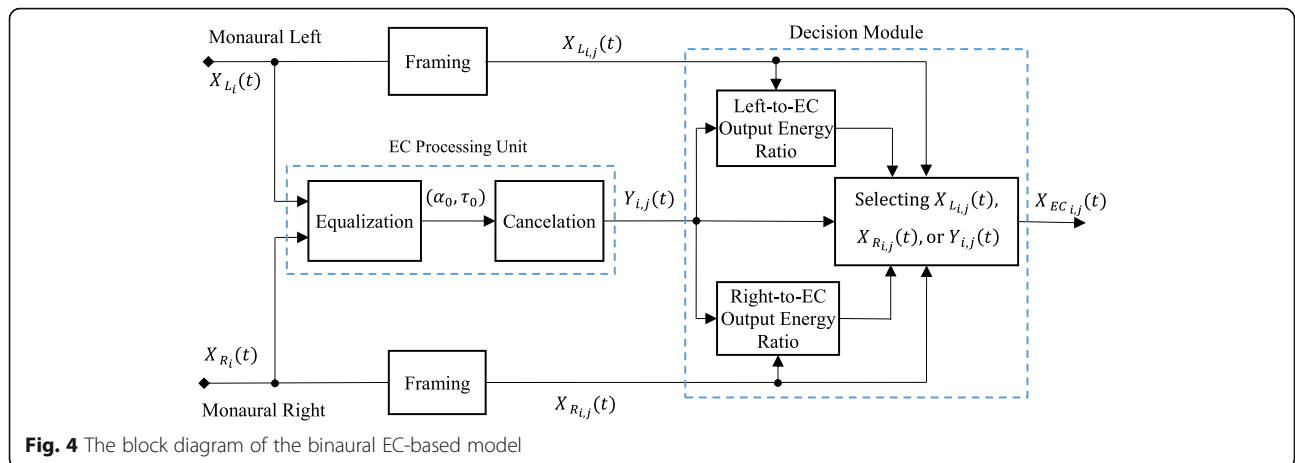 Decision Module
Monaural Left
X_{L_i}(t)
Framing
X_{L_{i,j}}(t)
Left-to-EC
Output Energy
Ratio
EC Processing Unit
Equalization
(α_0, τ_0)
Cancelation
Y_{i,j}(t)
Selecting X_{L_{i,j}}(t),
X_{R_{i,j}}(t), or Y_{i,j}(t)
X_{EC_{i,j}}(t)
Right-to-EC
Output Energy
Ratio
X_{R_i}(t)
Monaural Right
Framing
X_{R_{i,j}}(t)
Fig. 4 The block diagram of the binaural EC-based model